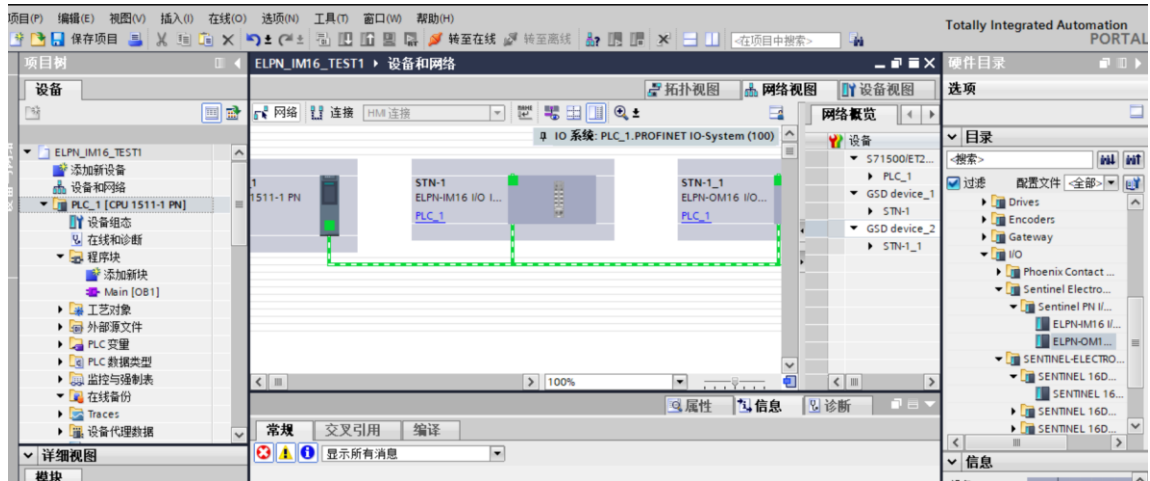 项目(P) 编辑(E) 视图(V) 插入(I) 在线(O) 选项(N) 工具(T) 窗口(W) 帮助(H)
Totally Integrated Automation
PORTAL
保存项目 转至在线 转至离线 <在项目中搜索>
项目树
ELPN_IM16_TEST1 设备和网络
硬件目录
设备
拓扑视图 网络视图 设备视图
选项
网络 连接 HMI 连接
网络概览
IO 系统: PLC_1.PROFINET IO-System (100)
目录
<搜索>
过滤 配置文件 <全部>
ELPN_IM16_TEST1
添加新设备
设备和网络
PLC_1 [CPU 1511-1 PN]
设备组态
在线和诊断
程序块
添加新块
Main [OB1]
工艺对象
外部源文件
PLC 变量
PLC 数据类型
监控与强制表
在线备份
Traces
设备代理数据
详细视图
模块
1
1511-1 PN
STN-1
ELPN-IM16 I/O I...
PLC_1
STN-1_1
ELPN-OM16 I/O...
PLC_1
100%
设备
S71500/ET2...
PLC_1
GSD device_1
STN-1
GSD device_2
STN-1_1
属性 信息 诊断
常规 交叉引用 编译
显示所有消息
Drives
Encoders
Gateway
I/O
Phoenix Contact ...
Sentinel Electro...
Sentinel PN I/...
ELPN-IM16 I/...
ELPN-OM1...
SENTINEL-ELECTRO...
SENTINEL 16D...
SENTINEL 16...
SENTINEL 16D...
SENTINEL 16D...
信息